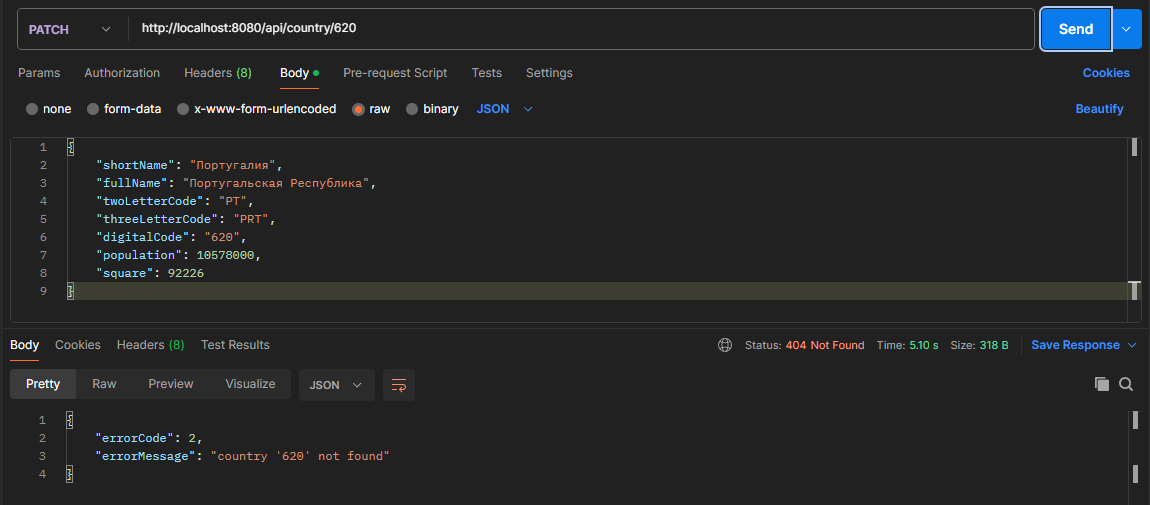 PATCH http://localhost:8080/api/country/620 Send
Params Authorization Headers (8) Body Pre-request Script Tests Settings Cookies
none form-data x-www-form-urlencoded raw binary JSON Beautify
1 {
2 "shortName": "Португалия",
3 "fullName": "Португальская Республика",
4 "twoLetterCode": "PT",
5 "threeLetterCode": "PRT",
6 "digitalCode": "620",
7 "population": 10578000,
8 "square": 92226
9 }
Body Cookies Headers (8) Test Results Status: 404 Not Found Time: 5.10 s Size: 318 B Save Response
Pretty Raw Preview Visualize JSON
1 {
2 "errorCode": 2,
3 "errorMessage": "country '620' not found"
4 }